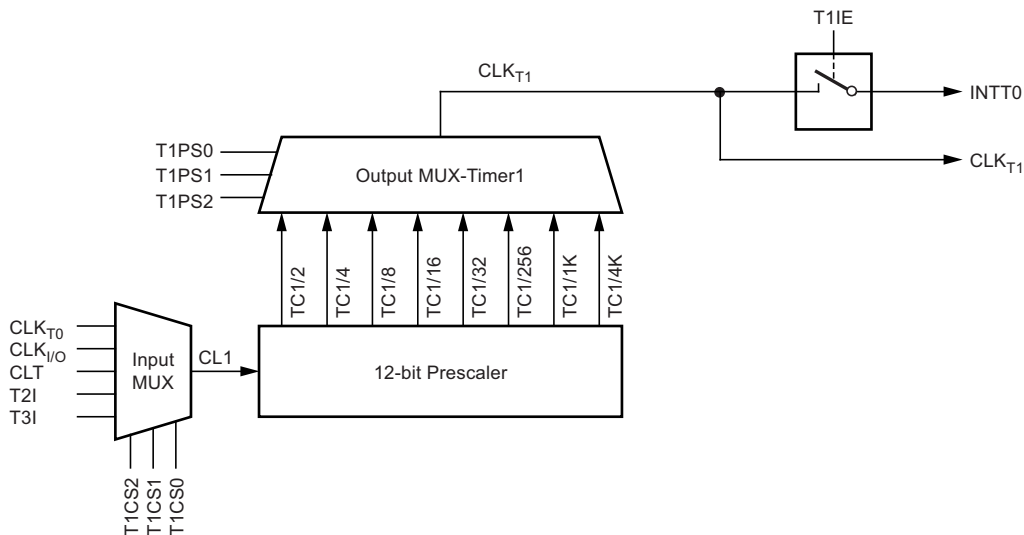 T1IE
CLKT1
INTT0
T1PS0
T1PS1
T1PS2
Output MUX-Timer1
CLKT1
TC1/2
TC1/4
TC1/8
TC1/16
TC1/32
TC1/256
TC1/1K
TC1/4K
CLKT0
CLKI/O
CLT
T2I
T3I
Input
MUX
CL1
12-bit Prescaler
T1CS2
T1CS1
T1CS0